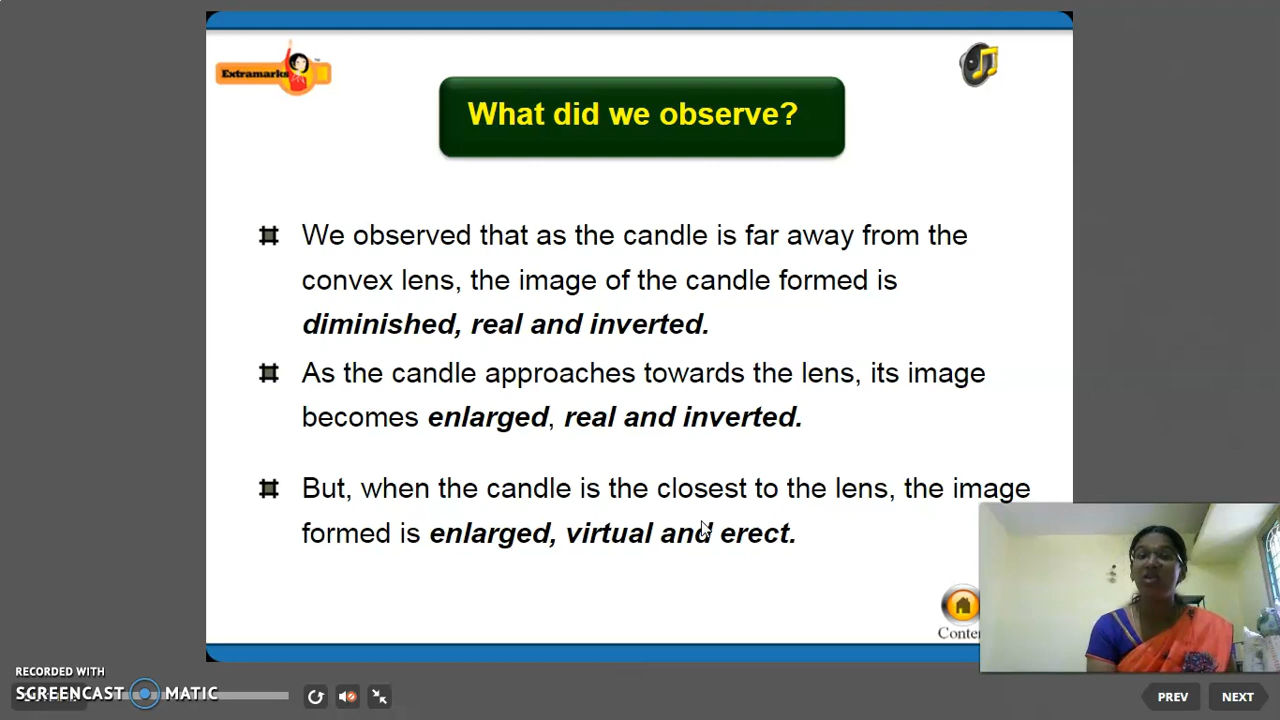 Extramarks
What did we observe?
We observed that as the candle is far away from the
convex lens, the image of the candle formed is
diminished, real and inverted.
As the candle approaches towards the lens, its image
becomes enlarged, real and inverted.
But, when the candle is the closest to the lens, the image
formed is enlarged, virtual and erect.
RECORDED WITH
SCREENCAST MATIC
PREV
NEXT